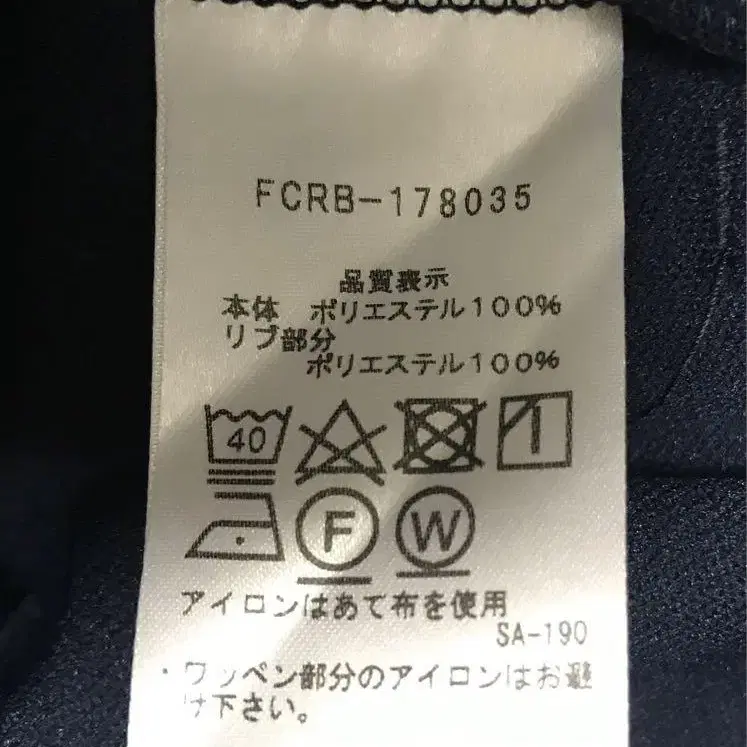 FCRB-178035
品質表示
本体　ポリエステル100%
リブ部分
ポリエステル100%
40
F W
アイロンはあて布を使用
SA-190
・ワッペン部分のアイロンはお避
け下さい。